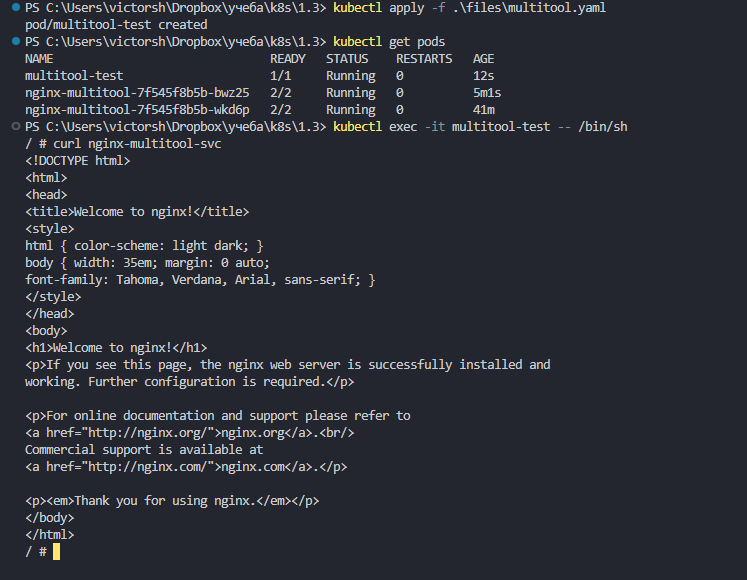 PS C:\Users\victorsh\Dropbox\учеба\k8s\1.3> kubectl apply -f .\files\multitool.yaml
pod/multitool-test created
PS C:\Users\victorsh\Dropbox\учеба\k8s\1.3> kubectl get pods
NAME                               READY   STATUS    RESTARTS   AGE
multitool-test                     1/1     Running   0          12s
nginx-multitool-7f545f8b5b-bwz25   2/2     Running   0          5m1s
nginx-multitool-7f545f8b5b-wkd6p   2/2     Running   0          41m
PS C:\Users\victorsh\Dropbox\учеба\k8s\1.3> kubectl exec -it multitool-test -- /bin/sh
/ # curl nginx-multitool-svc
<!DOCTYPE html>
<html>
<head>
<title>Welcome to nginx!</title>
<style>
html { color-scheme: light dark; }
body { width: 35em; margin: 0 auto;
font-family: Tahoma, Verdana, Arial, sans-serif; }
</style>
</head>
<body>
<h1>Welcome to nginx!</h1>
<p>If you see this page, the nginx web server is successfully installed and
working. Further configuration is required.</p>

<p>For online documentation and support please refer to
<a href="http://nginx.org/">nginx.org</a>.<br/>
Commercial support is available at
<a href="http://nginx.com/">nginx.com</a>.</p>

<p><em>Thank you for using nginx.</em></p>
</body>
</html>
/ #